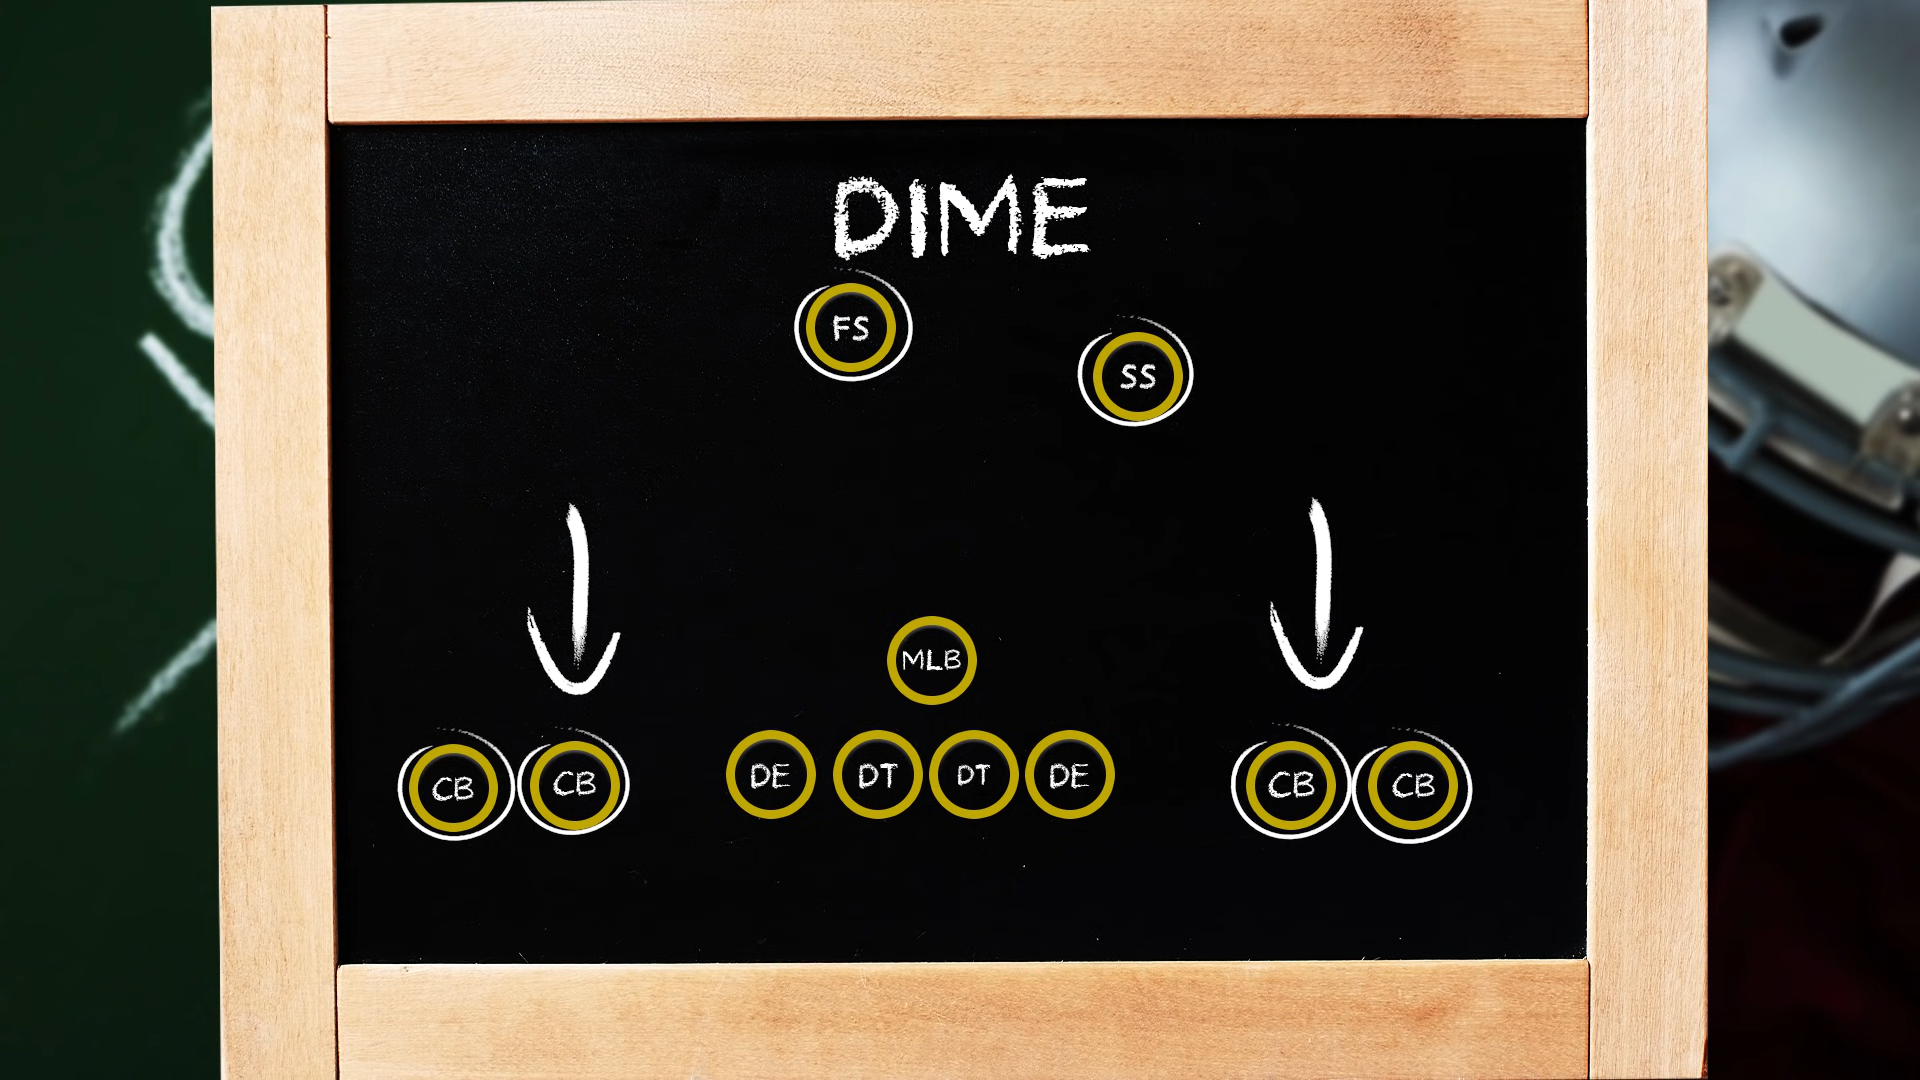 DIME
FS
SS
MLB
CB CB DE DT DT DE CB CB